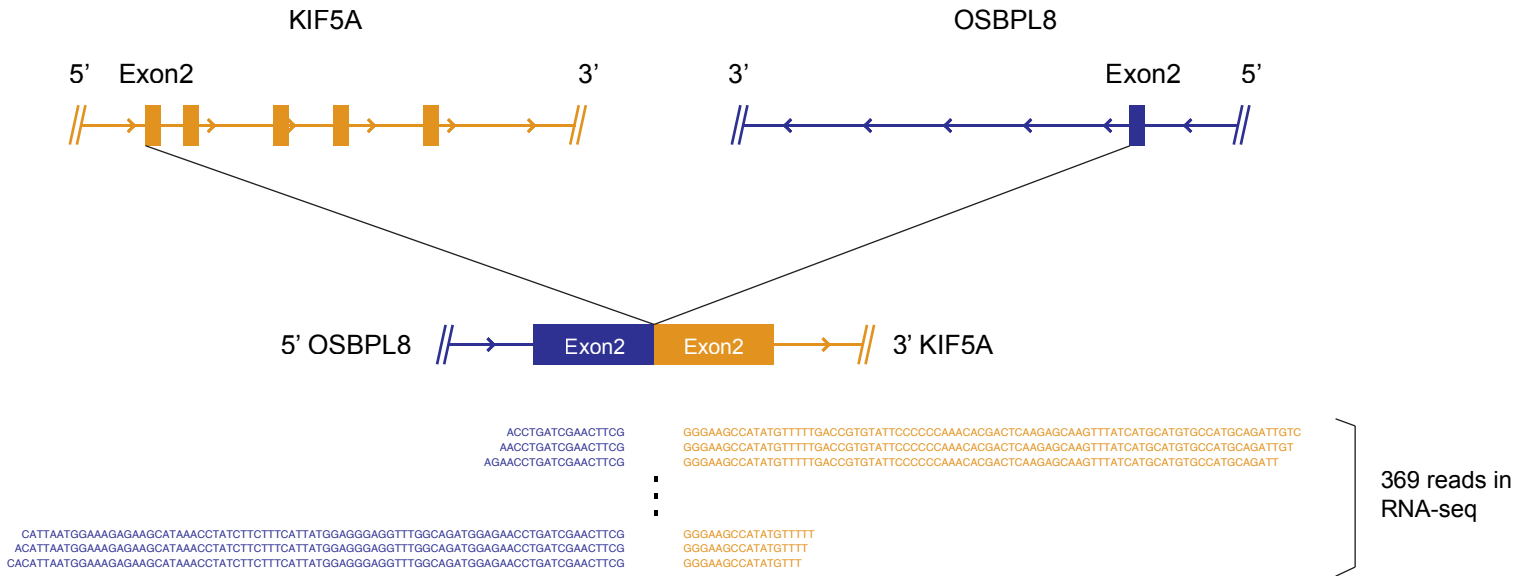 KIF5A OSBPL8
5’ Exon2 3’ 3’ Exon2 5’
5’ OSBPL8 Exon2 Exon2 3’ KIF5A
ACCTGATCGAACTTCG GGGAAGCCATATGTTTTTGACCGTGTATTCCCCCCAAACACGACTCAAGAGCAAGTTTATCATGCATGTGCCATGCAGATTGTC
AACCTGATCGAACTTCG GGGAAGCCATATGTTTTTGACCGTGTATTCCCCCCAAACACGACTCAAGAGCAAGTTTATCATGCATGTGCCATGCAGATTGT
AGAACCTGATCGAACTTCG GGGAAGCCATATGTTTTTGACCGTGTATTCCCCCCAAACACGACTCAAGAGCAAGTTTATCATGCATGTGCCATGCAGATT
369 reads in
RNA-seq
CATTAATGGAAAGAGAAGCATAAACCTATCTTCTTTCATTATGGAGGGAGGTTTGGCAGATGGAGAACCTGATCGAACTTCG GGGAAGCCATATGTTTTT
ACATTAATGGAAAGAGAAGCATAAACCTATCTTCTTTCATTATGGAGGGAGGTTTGGCAGATGGAGAACCTGATCGAACTTCG GGGAAGCCATATGTTTT
CACATTAATGGAAAGAGAAGCATAAACCTATCTTCTTTCATTATGGAGGGAGGTTTGGCAGATGGAGAACCTGATCGAACTTCG GGGAAGCCATATGTTT